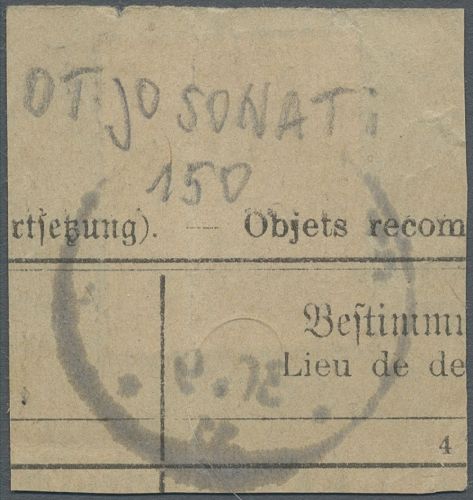 OTJOSONATi
150
rtſetzung). — Objets recom
Beſtimmu
Lieu de de
4